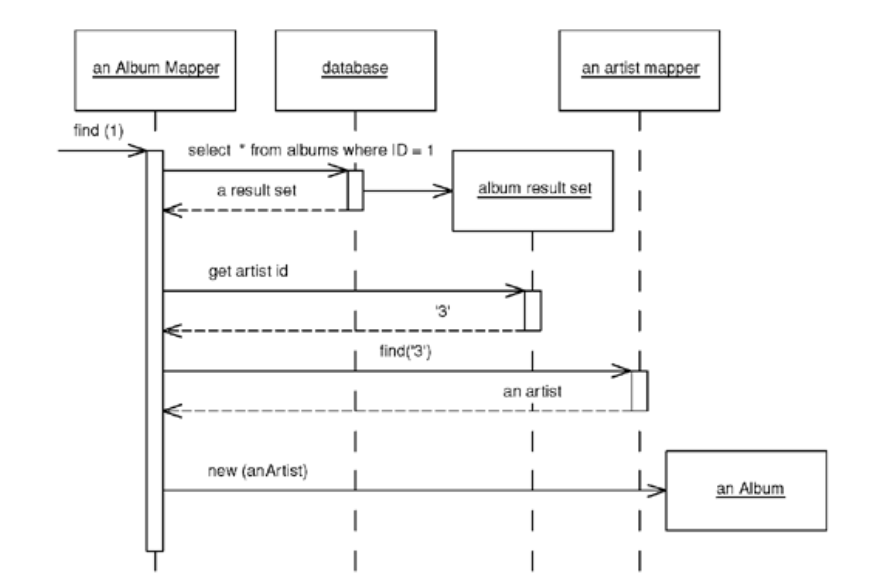 an Album Mapper
database
an artist mapper
find (1)
select * from albums where ID = 1
a result set
album result set
get artist id
'3'
find("3')
an artist
new (anArtist)
an Album